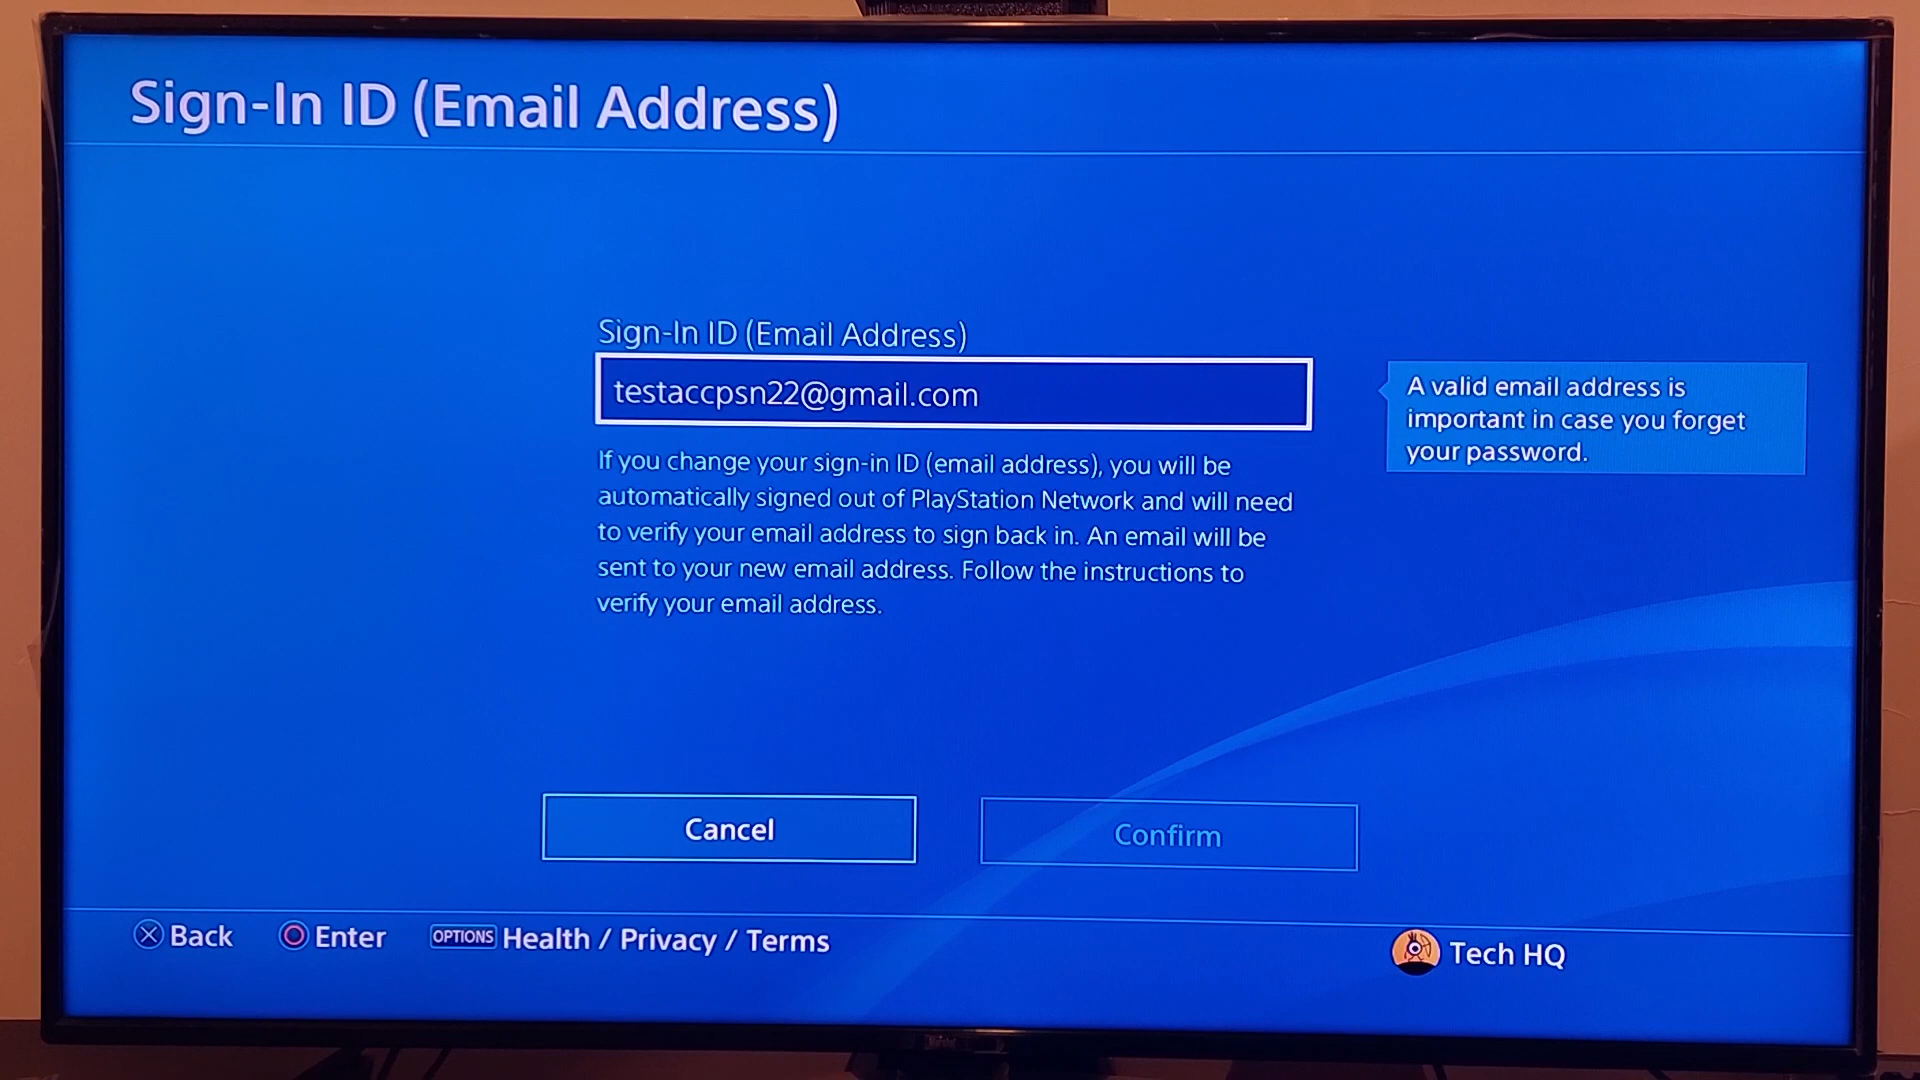 Sign-In ID (Email Address)
Sign-In ID (Email Address)
testaccpsn22@gmail.com
A valid email address is
important in case you forget
your password.
If you change your sign-in ID (email address), you will be
automatically signed out of PlayStation Network and will need
to verify your email address to sign back in. An email will be
sent to your new email address. Follow the instructions to
verify your email address.
Cancel
Confirm
Back
Enter
OPTIONS Health / Privacy / Terms
Tech HQ